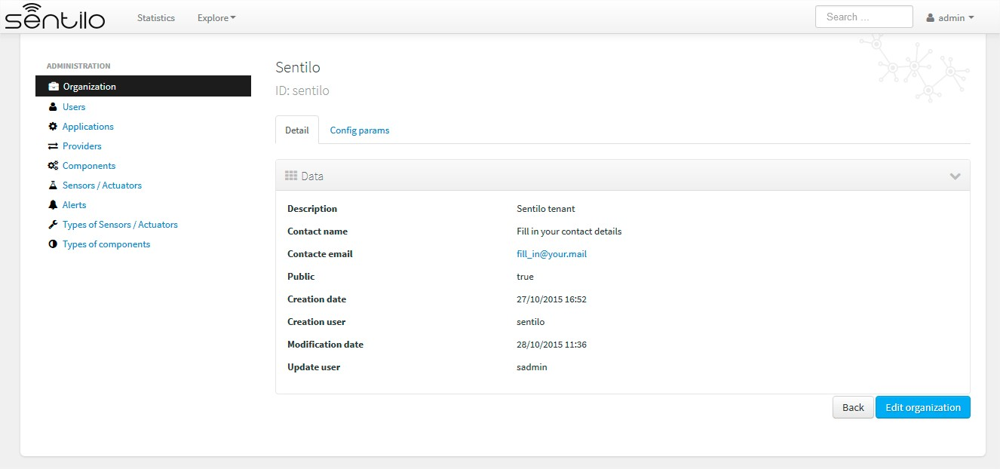 sentilo
Statistics
Explore
Search ...
admin
ADMINISTRATION
Organization
Users
Applications
Providers
Components
Sensors / Actuators
Alerts
Types of Sensors / Actuators
Types of components
Sentilo
ID: sentilo
Detail
Config params
Data
Description Sentilo tenant
Contact name Fill in your contact details
Contacte email fill_in@your.mail
Public true
Creation date 27/10/2015 16:52
Creation user sentilo
Modification date 28/10/2015 11:36
Update user sadmin
Back
Edit organization